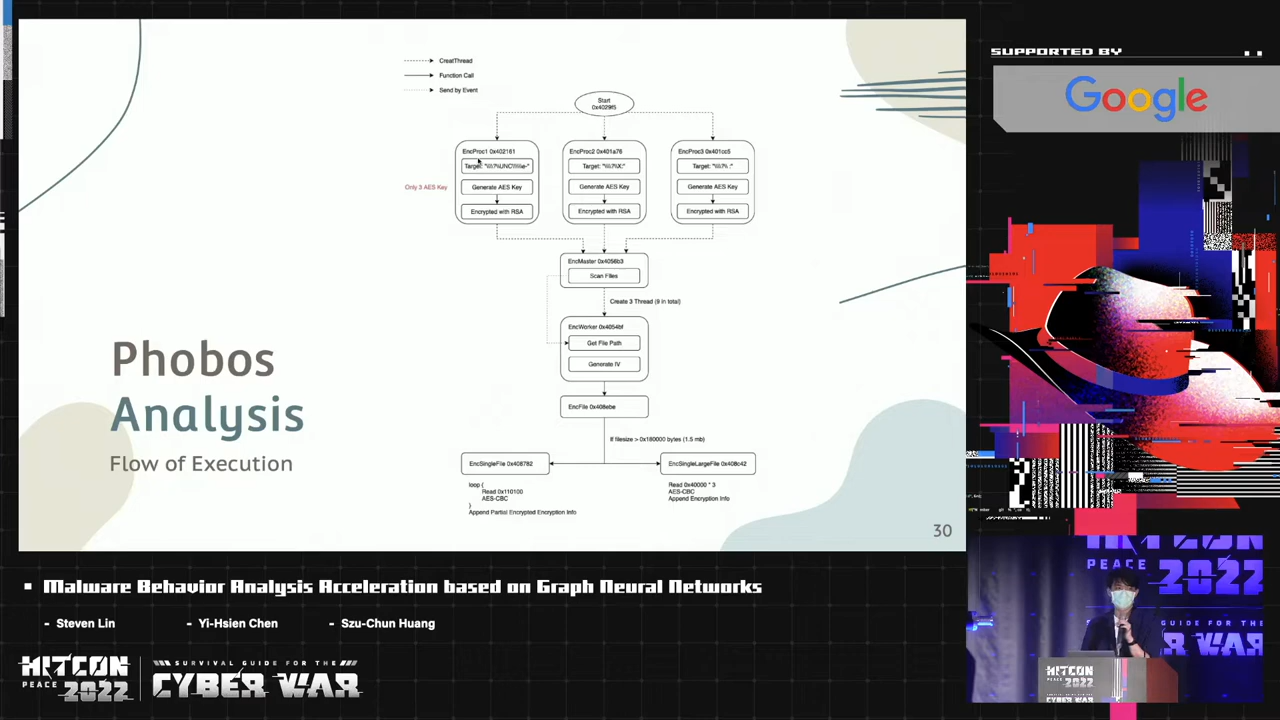 SUPPORTED BY
Google
CreatThread
Function Call
Send by Event
Start
0x4029f5
EncProc1 0x402161
Generate AES Key
Encrypted with RSA
EncProc2 0x401a76
Generate AES Key
Encrypted with RSA
EncProc3 0x401cc5
Generate AES Key
Encrypted with RSA
Only 3 AES Key
EncMaster 0x4056b3
Scan Files
Create 3 Thread (9 in total)
EncWorker 0x4054bf
Get File Path
Generate IV
EncFile 0x408ebe
If filesize > 0x180000 bytes (1.5 mb)
EncSingleFile 0x408782
loop {
Read 0x110100
AES-CBC
}
Append Partial Encrypted Encryption Info
EncSingleLargeFile 0x408c42
Read 0x40000 * 3
AES-CBC
Append Encryption Info
Phobos
Analysis
Flow of Execution
30
Malware Behavior Analysis Acceleration based on Graph Neural Networks
- Steven Lin
- Yi-Hsien Chen
- Szu-Chun Huang
HITCON
PEACE 2022
SURVIVAL GUIDE FOR THE
CYBER WAR
HITCON
PEACE 2022
CYBER WAR